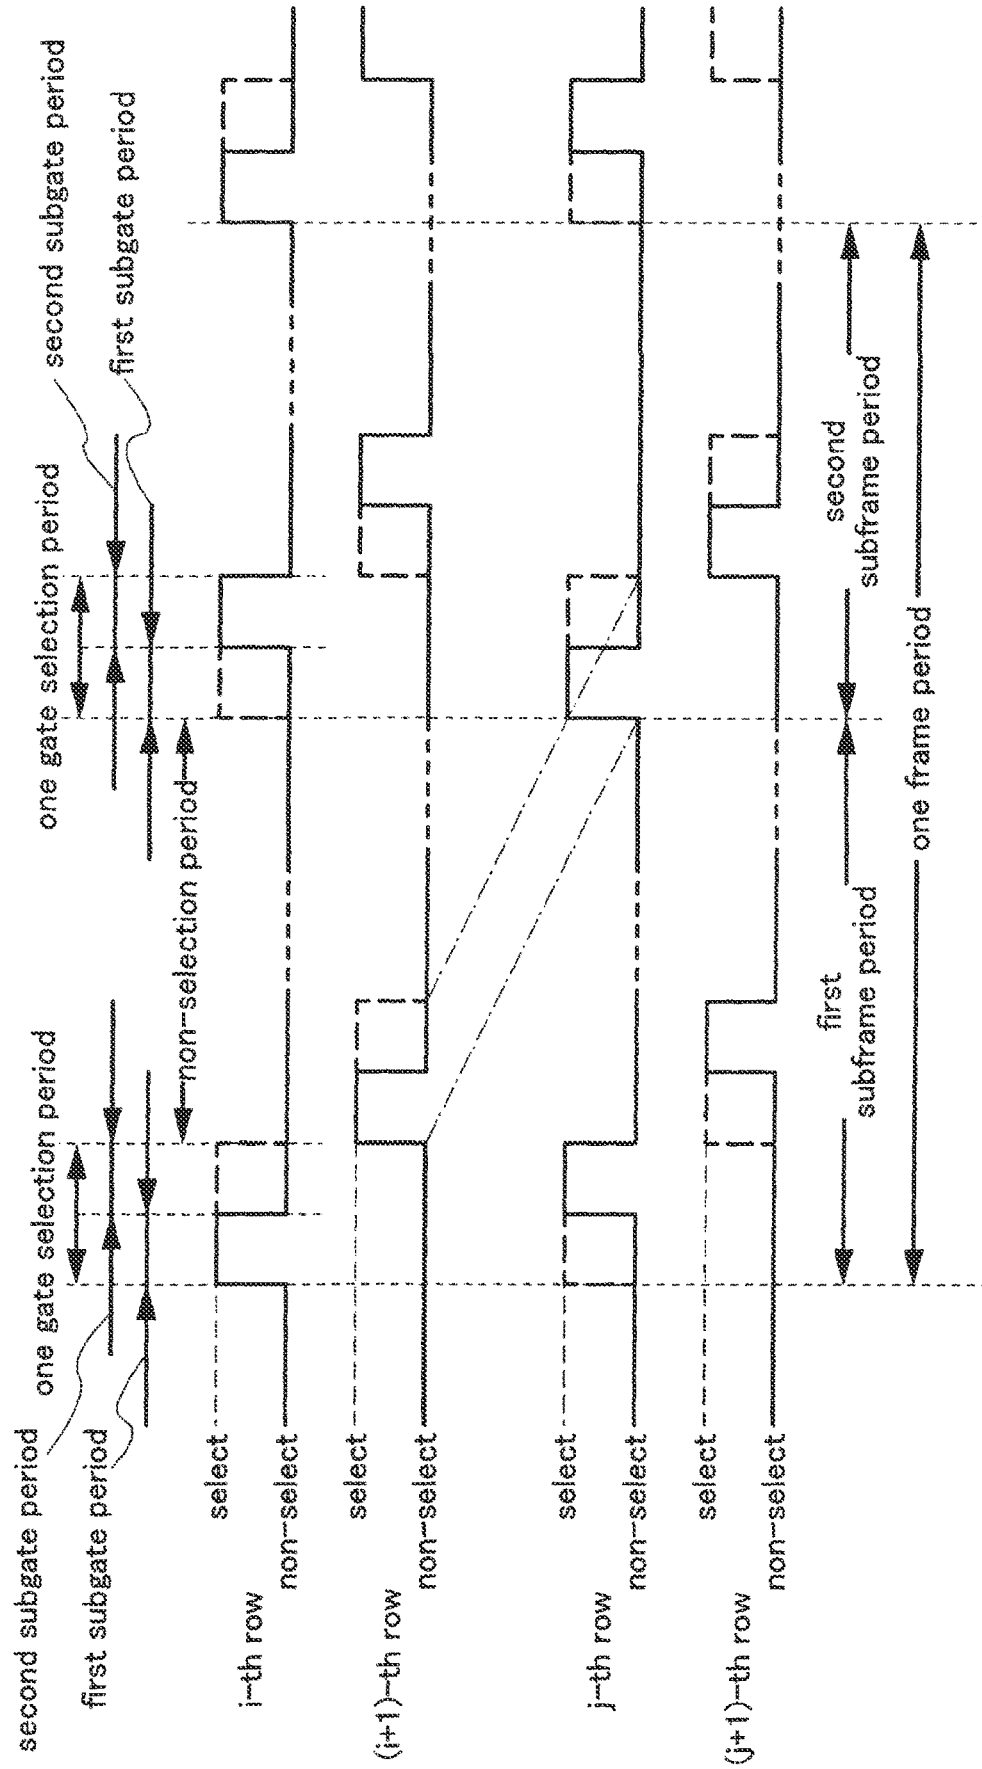 second subgate period
first subgate period
one gate selection period
non-selection period
one gate selection period
second subgate period
first subgate period
i-th row
select
non-select
(i+1)-th row
select
non-select
j-th row
select
non-select
(j+1)-th row
select
non-select
first
subframe period
second
subframe period
one frame period